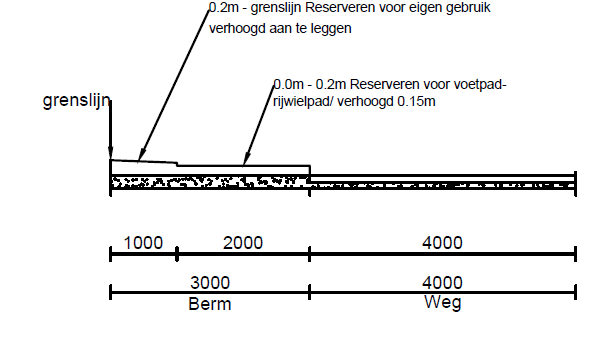 0.2m - grenslijn Reserveren voor eigen gebruik
verhoogd aan te leggen
0.0m - 0.2m Reserveren voor voetpad-
rijwielpad/ verhoogd 0.15m
grenslijn
1000 2000 4000
3000 4000
Berm Weg